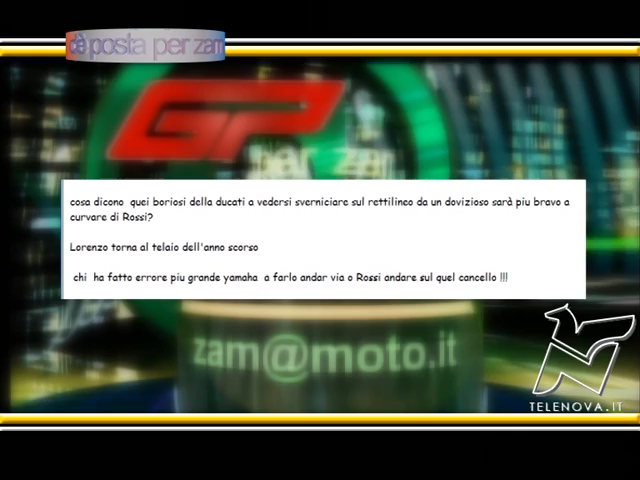 c'è posta per zam
GP
per zam
cosa dicono quei boriosi della ducati a vedersi sverniciare sul rettilineo da un dovizioso sarà piu bravo a
curvare di Rossi?
Lorenzo torna al telaio dell'anno scorso
chi ha fatto errore piu grande yamaha a farlo andar via o Rossi andare sul quel cancello !!!
zam@moto.it
TELENOVA.IT